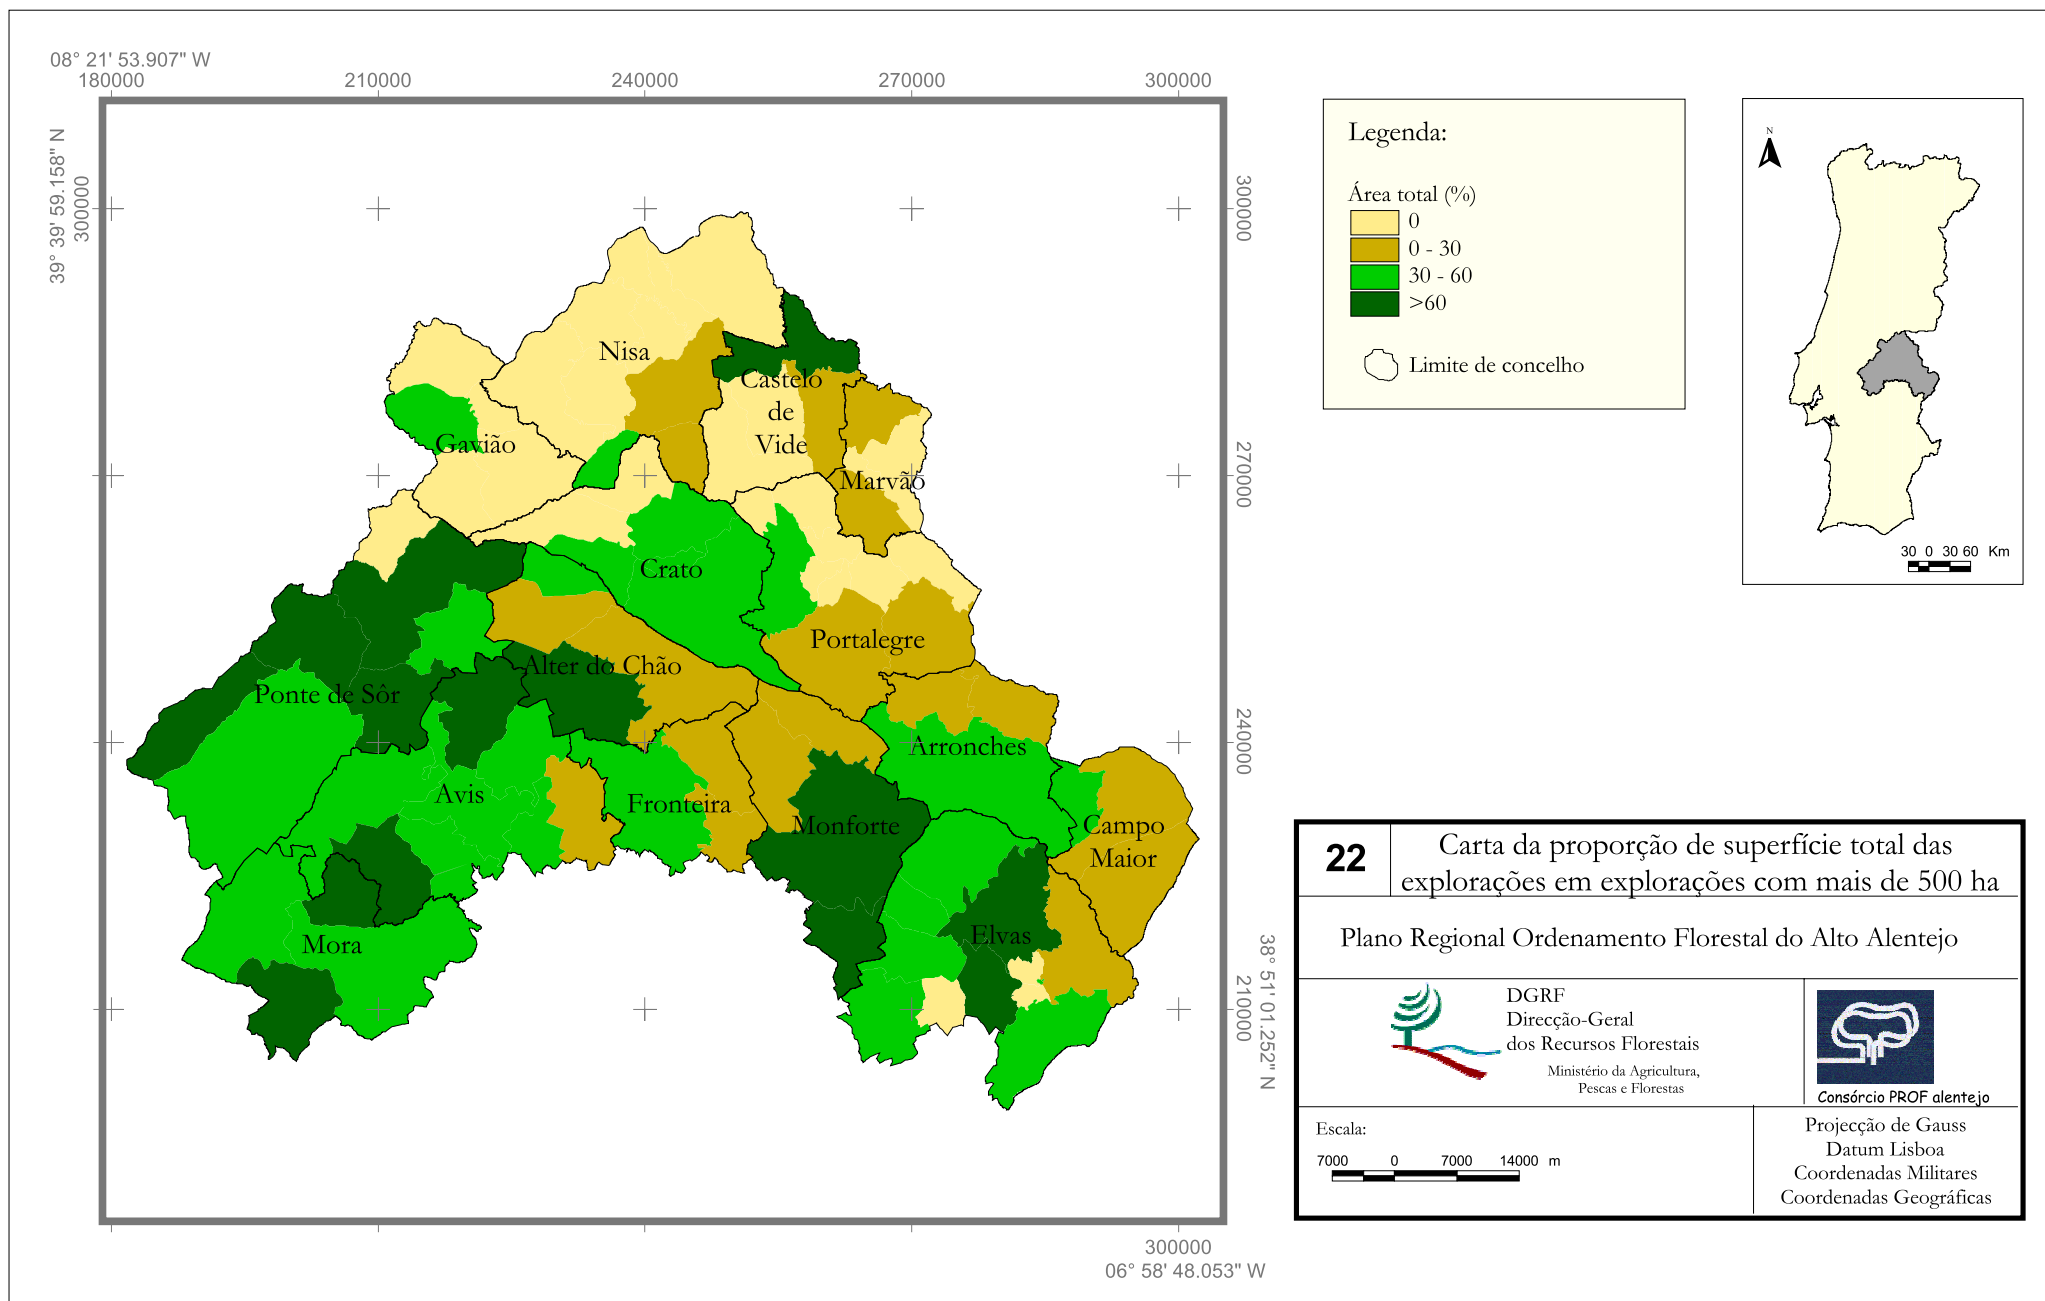 08° 21' 53.907" W
180000
210000
240000
270000
300000
39° 39' 59.158" N
300000
300000
270000
240000
210000
38° 51' 01.252" N
300000
06° 58' 48.053" W
Nisa
Castelo
de
Vide
Gavião
Marvão
Crato
Portalegre
Alter do Chão
Ponte de Sôr
Arronches
Avis
Fronteira
Monforte
Campo
Maior
Elvas
Mora
Legenda:
Área total (%)
0
0 - 30
30 - 60
>60
Limite de concelho
N
30 0 30 60 Km
22
Carta da proporção de superfície total das
explorações em explorações com mais de 500 ha
Plano Regional Ordenamento Florestal do Alto Alentejo
DGRF
Direcção-Geral
dos Recursos Florestais
Ministério da Agricultura,
Pescas e Florestas
Consórcio PROF alentejo
Escala:
7000 0 7000 14000 m
Projecção de Gauss
Datum Lisboa
Coordenadas Militares
Coordenadas Geográficas